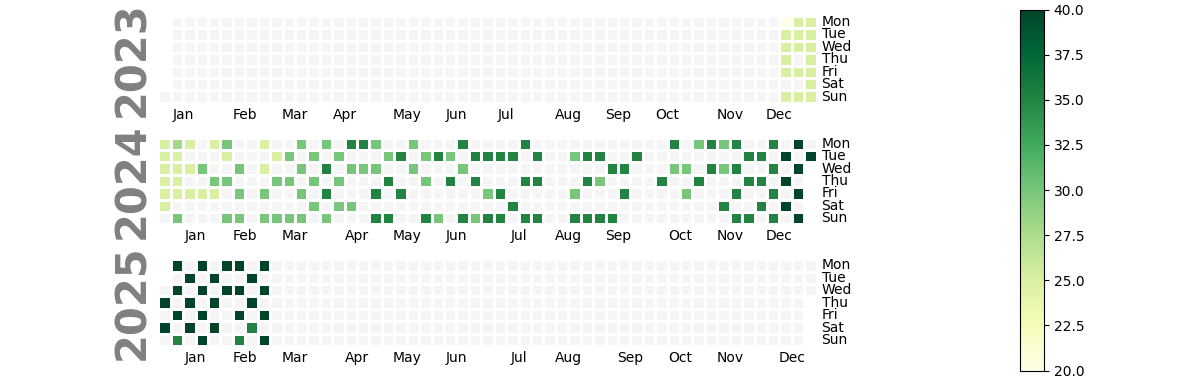 2023
Mon
Tue
Wed
Thu
Fri
Sat
Sun
Jan Feb Mar Apr May Jun Jul Aug Sep Oct Nov Dec
2024
Mon
Tue
Wed
Thu
Fri
Sat
Sun
Jan Feb Mar Apr May Jun Jul Aug Sep Oct Nov Dec
2025
Mon
Tue
Wed
Thu
Fri
Sat
Sun
Jan Feb Mar Apr May Jun Jul Aug Sep Oct Nov Dec
40.0
37.5
35.0
32.5
30.0
27.5
25.0
22.5
20.0